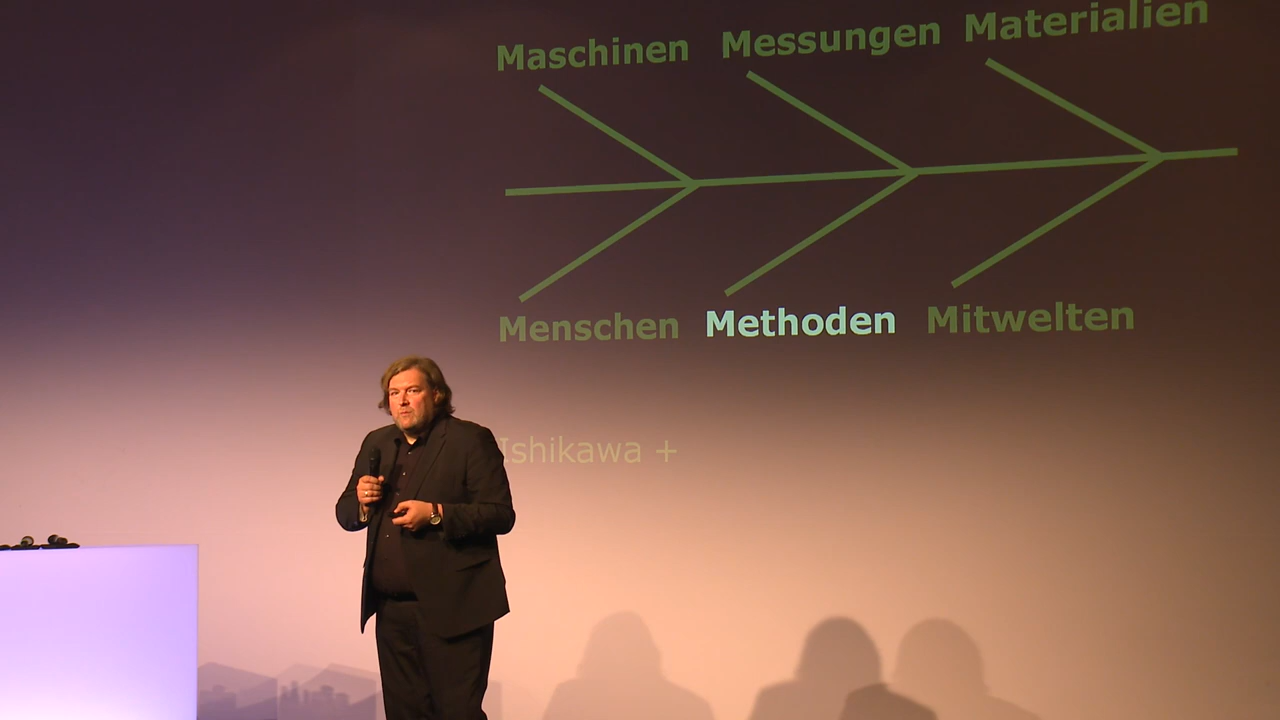 Maschinen Messungen Materialien
Menschen Methoden Mitwelten
Ishikawa +